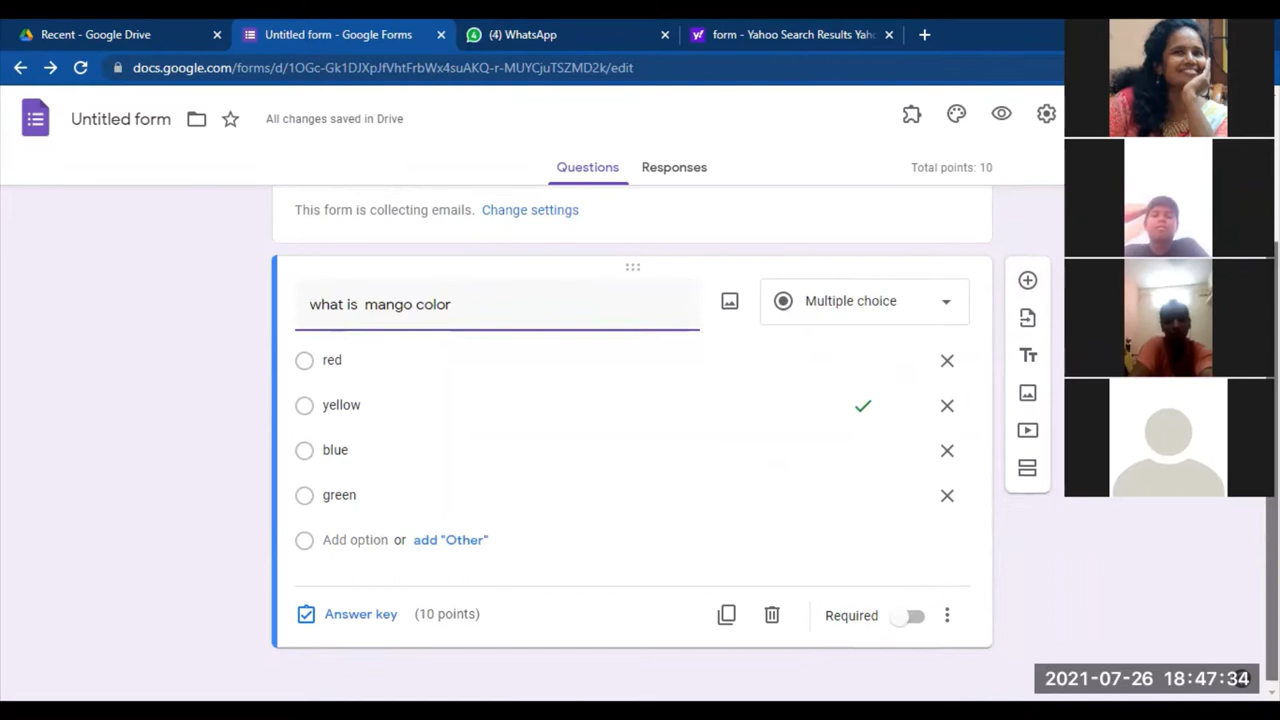 Recent - Google Drive
Untitled form - Google Forms
(4) WhatsApp
form - Yahoo Search Results Yah
docs.google.com/forms/d/1OGc-Gk1DJXpJfVhtFrbWx4suAKQ-r-MUYCjuTSZMD2k/edit
Untitled form
All changes saved in Drive
Questions
Responses
Total points: 10
This form is collecting emails. Change settings
what is  mango color
Multiple choice
red
yellow
blue
green
Add option or add "Other"
Tt
Answer key (10 points)
Required
2021-07-26 18:47:34